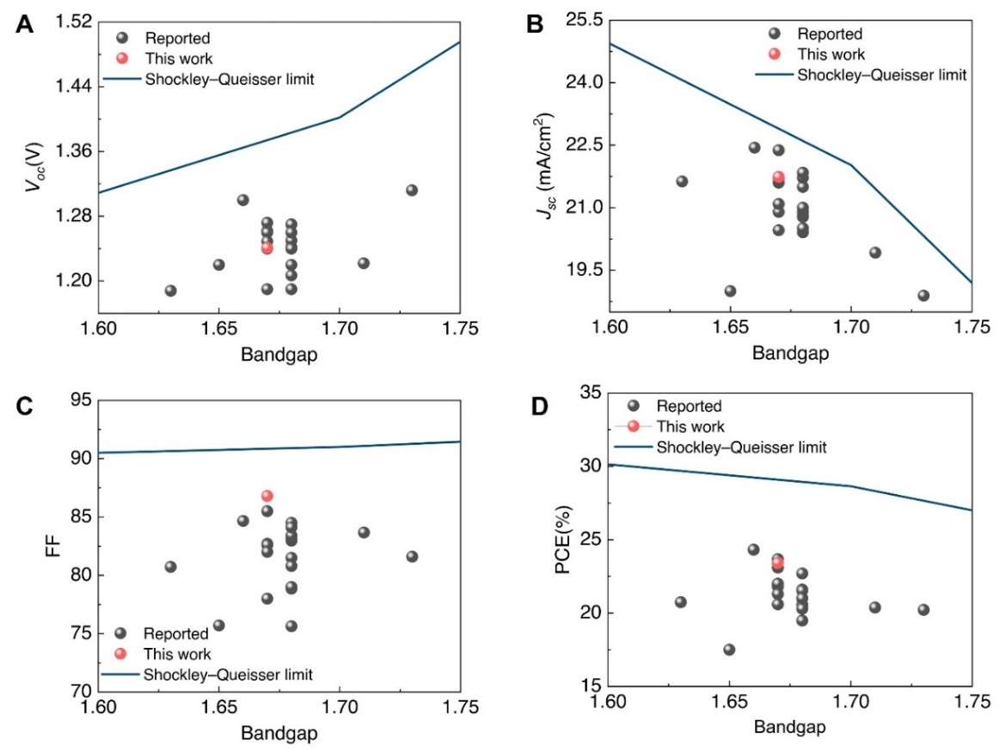 A
1.52
1.44
1.36
1.28
1.20
Voc(V)
Reported
This work
Shockley–Queisser limit
1.60 1.65 1.70 1.75
Bandgap
B
25.5
24.0
22.5
21.0
19.5
Jsc (mA/cm2)
Reported
This work
Shockley–Queisser limit
1.60 1.65 1.70 1.75
Bandgap
C
95
90
85
80
75
70
FF
Reported
This work
Shockley–Queisser limit
1.60 1.65 1.70 1.75
Bandgap
D
35
30
25
20
15
PCE(%)
Reported
This work
Shockley–Queisser limit
1.60 1.65 1.70 1.75
Bandgap